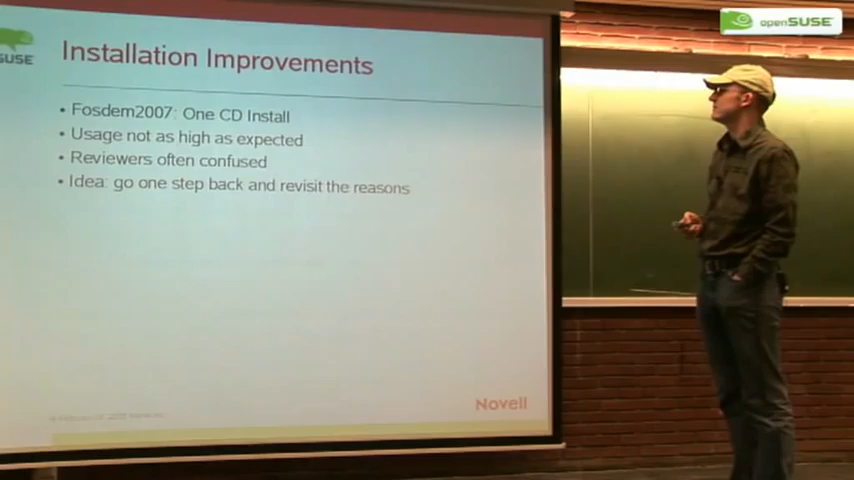 openSUSE
SUSE
Installation Improvements
• Fosdem2007: One CD Install
• Usage not as high as expected
• Reviewers often confused
• Idea: go one step back and revisit the reasons
Novell